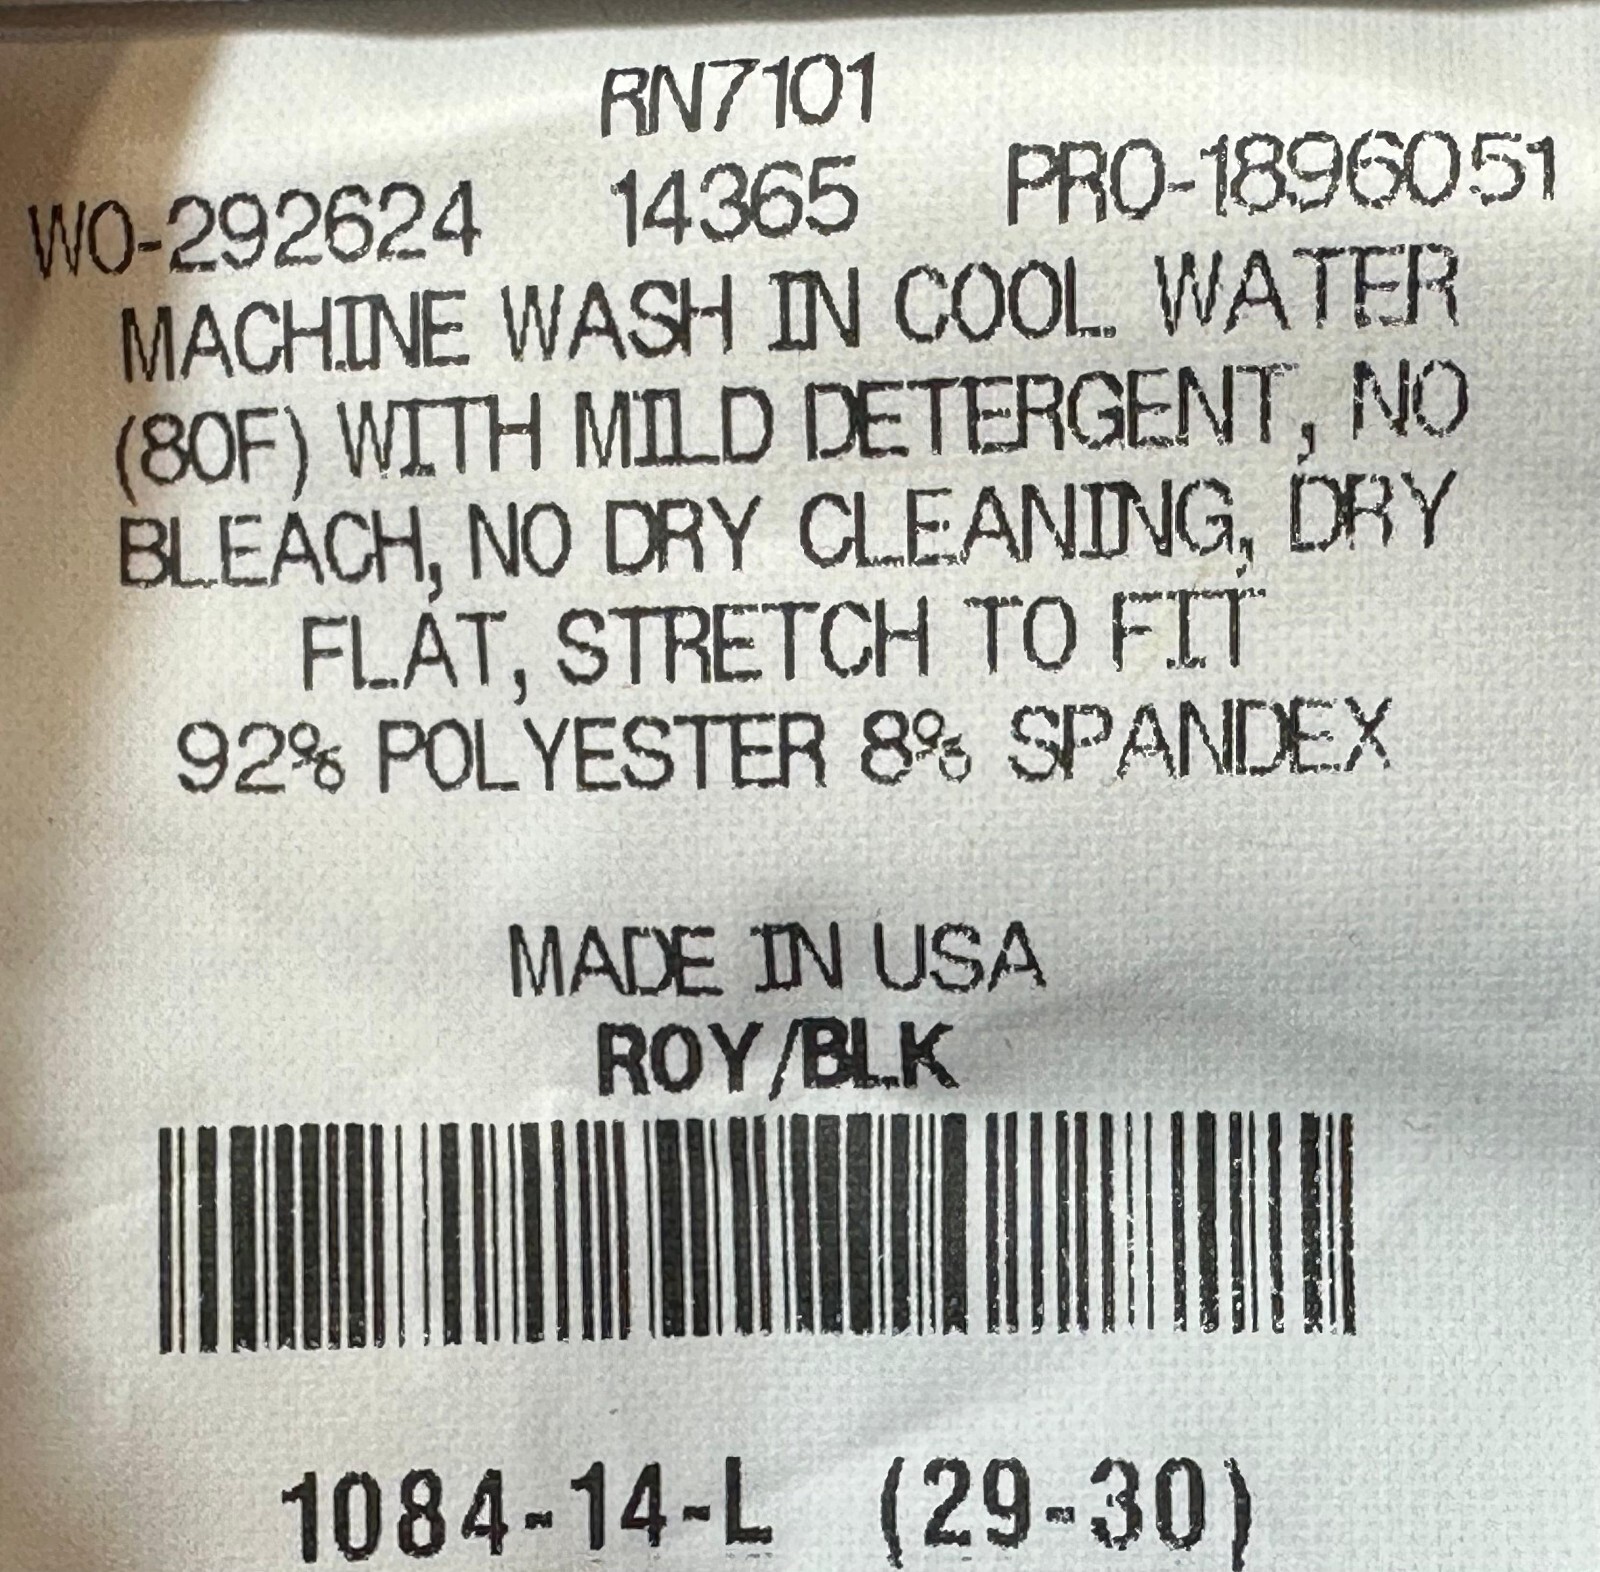 RN7101
WO-292624 14365 PRO-1896051
MACHINE WASH IN COOL WATER
(80F) WITH MILD DETERGENT, NO
BLEACH, NO DRY CLEANING, DRY
FLAT, STRETCH TO FIT
92% POLYESTER 8% SPANDEX
MADE IN USA
ROY/BLK
1084-14-L (29-30)